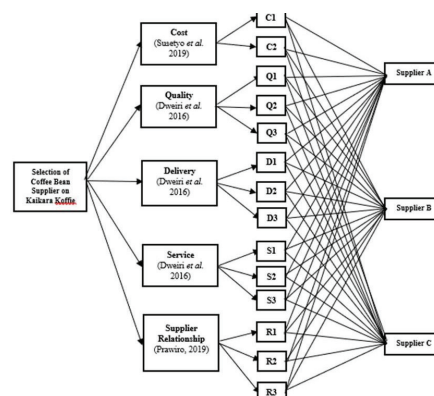 Selection of
Coffee Bean
Supplier on
Kaikara Koffie
Cost
(Susetyo et al.
2019)
Quality
(Dweiri et al.
2016)
Delivery
(Dweiri et al.
2016)
Service
(Dweiri et al.
2016)
Supplier
Relationship
(Prawiro, 2019)
C1
C2
Q1
Q2
Q3
D1
D2
D3
S1
S2
S3
R1
R2
R3
Supplier A
Supplier B
Supplier C